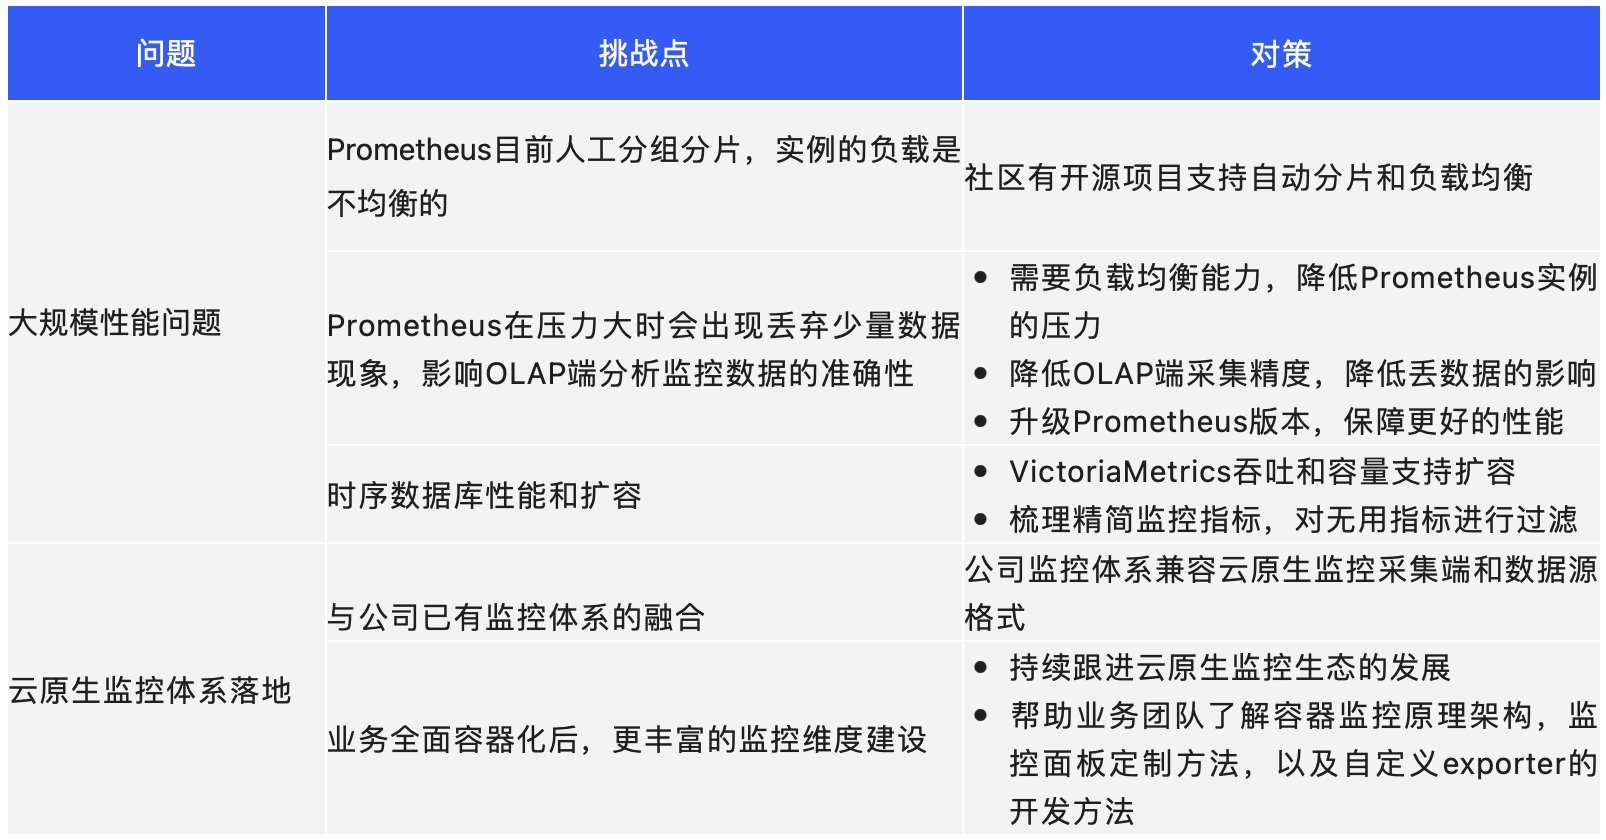 问题
挑战点
对策
大规模性能问题
Prometheus目前人工分组分片，实例的负载是
不均衡的
社区有开源项目支持自动分片和负载均衡
Prometheus在压力大时会出现丢弃少量数据
现象，影响OLAP端分析监控数据的准确性
● 需要负载均衡能力，降低Prometheus实例
的压力
● 降低OLAP端采集精度，降低丢数据的影响
● 升级Prometheus版本，保障更好的性能
时序数据库性能和扩容
● VictoriaMetrics吞吐和容量支持扩容
● 梳理精简监控指标，对无用指标进行过滤
云原生监控体系落地
与公司已有监控体系的融合
公司监控体系兼容云原生监控采集端和数据源
格式
业务全面容器化后，更丰富的监控维度建设
● 持续跟进云原生监控生态的发展
● 帮助业务团队了解容器监控原理架构，监
控面板定制方法，以及自定义exporter的
开发方法